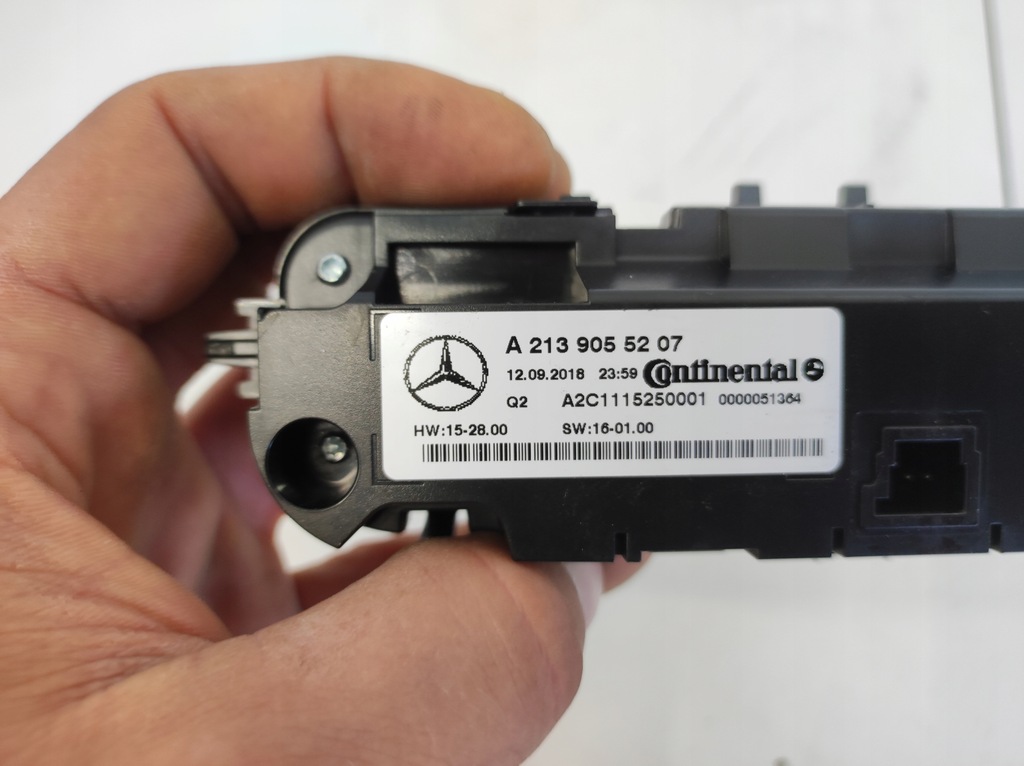 A 213 905 52 07
12.09.2018 23:59 Continental
Q2 A2C1115250001 0000051364
HW:15-28.00 SW:16-01.00